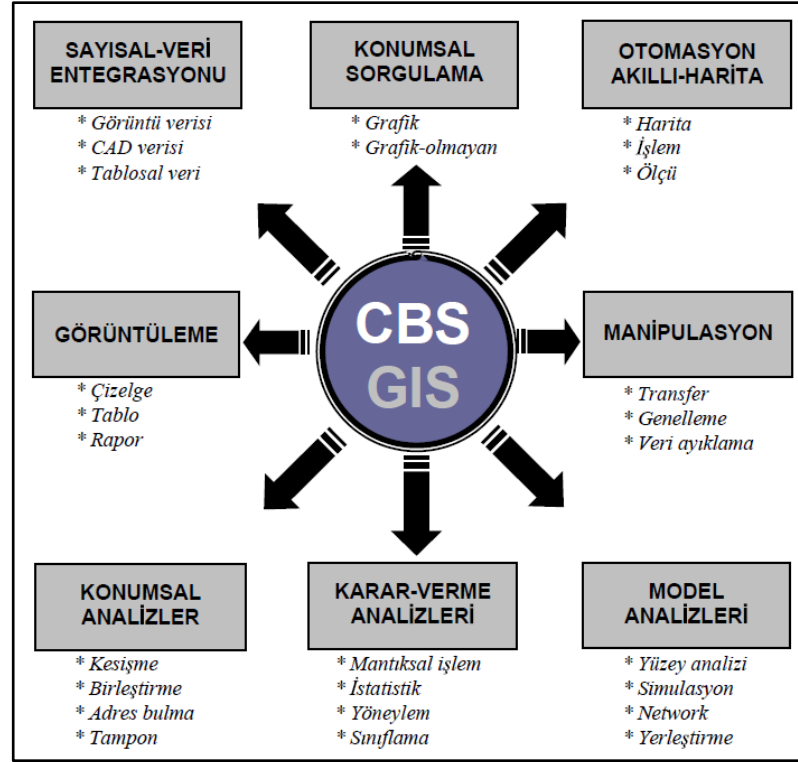 SAYISAL-VERİ
ENTEGRASYONU
* Görüntü verisi
* CAD verisi
* Tablosal veri
KONUMSAL
SORGULAMA
* Grafik
* Grafik-olmayan
OTOMASYON
AKILLI-HARİTA
* Harita
* İşlem
* Ölçü
GÖRÜNTÜLEME
* Çizelge
* Tablo
* Rapor
CBS
GIS
MANİPULASYON
* Transfer
* Genelleme
* Veri ayıklama
KONUMSAL
ANALİZLER
* Kesişme
* Birleştirme
* Adres bulma
* Tampon
KARAR-VERME
ANALİZLERİ
* Mantıksal işlem
* İstatistik
* Yöneylem
* Sınıflama
MODEL
ANALİZLERİ
* Yüzey analizi
* Simulasyon
* Network
* Yerleştirme